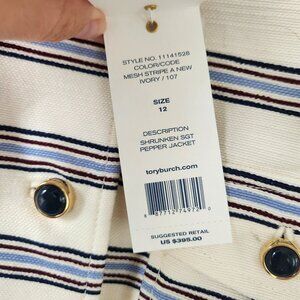 STYLE NO. 11141528
COLOR/CODE
MESH STRIPE A NEW
IVORY / 107
SIZE
12
DESCRIPTION
SHRUNKEN SGT
PEPPER JACKET
toryburch.com
SUGGESTED RETAIL
US $395.00